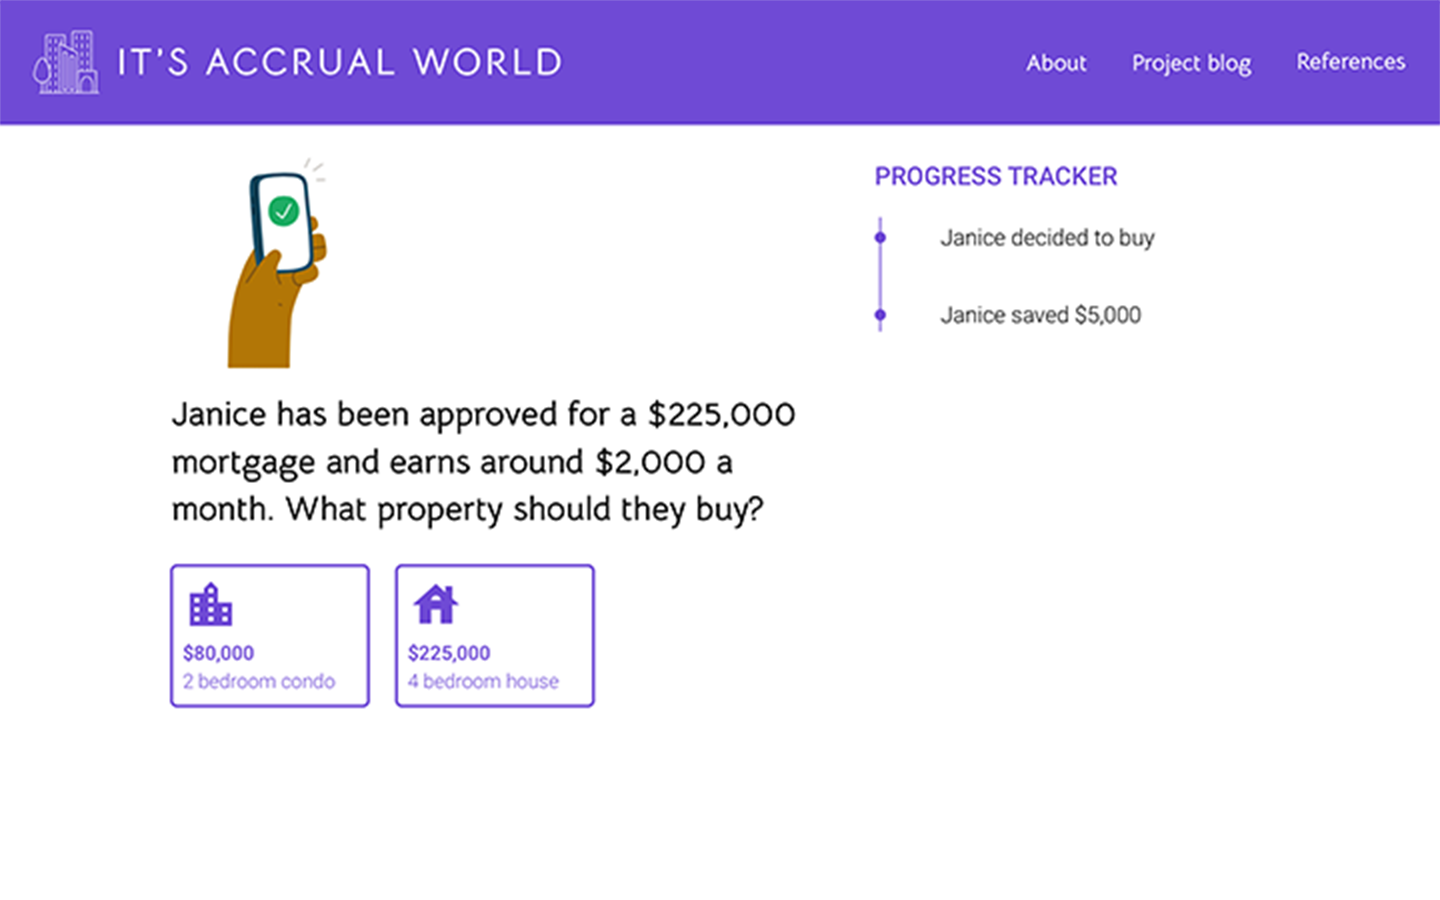 IT'S ACCRUAL WORLD
About
Project blog
References
PROGRESS TRACKER
Janice decided to buy
Janice saved $5,000
Janice has been approved for a $225,000
mortgage and earns around $2,000 a
month. What property should they buy?
$80,000
2 bedroom condo
$225,000
4 bedroom house